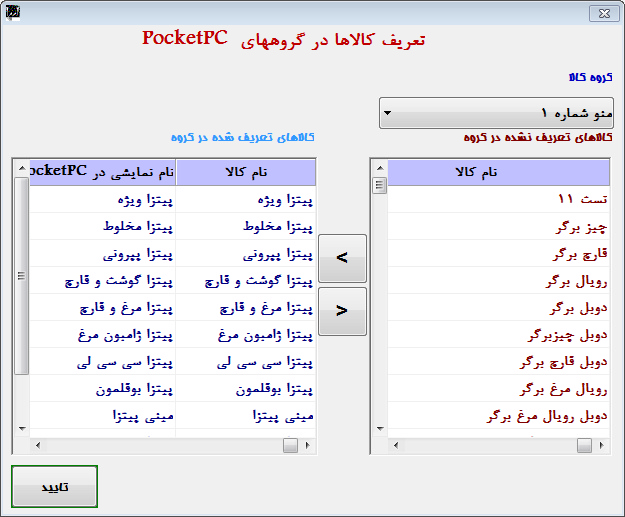 تعریف کالاها در گروههای PocketPC
گروه کالا
منو شماره ۱
کالاهای تعریف نشده در گروه
نام کالا
تست ۱۱
چیز برگر
قارچ برگر
رویال برگر
دوبل برگر
دوبل چیزبرگر
دوبل قارچ برگر
رویال مرغ برگر
دوبل رویال مرغ برگر
<
>
کالاهای تعریف شده در گروه
نام کالا نام نمایشی در ocketPC
پیتزا ویژه پیتزا ویژه
پیتزا مخلوط پیتزا مخلوط
پیتزا پپرونی پیتزا پپرونی
پیتزا گوشت و قارچ پیتزا گوشت و قارچ
پیتزا مرغ و قارچ پیتزا مرغ و قارچ
پیتزا ژامبون مرغ پیتزا ژامبون مرغ
پیتزا سی سی لی پیتزا سی سی لی
پیتزا بوقلمون پیتزا بوقلمون
مینی پیتزا مینی پیتزا
تایید